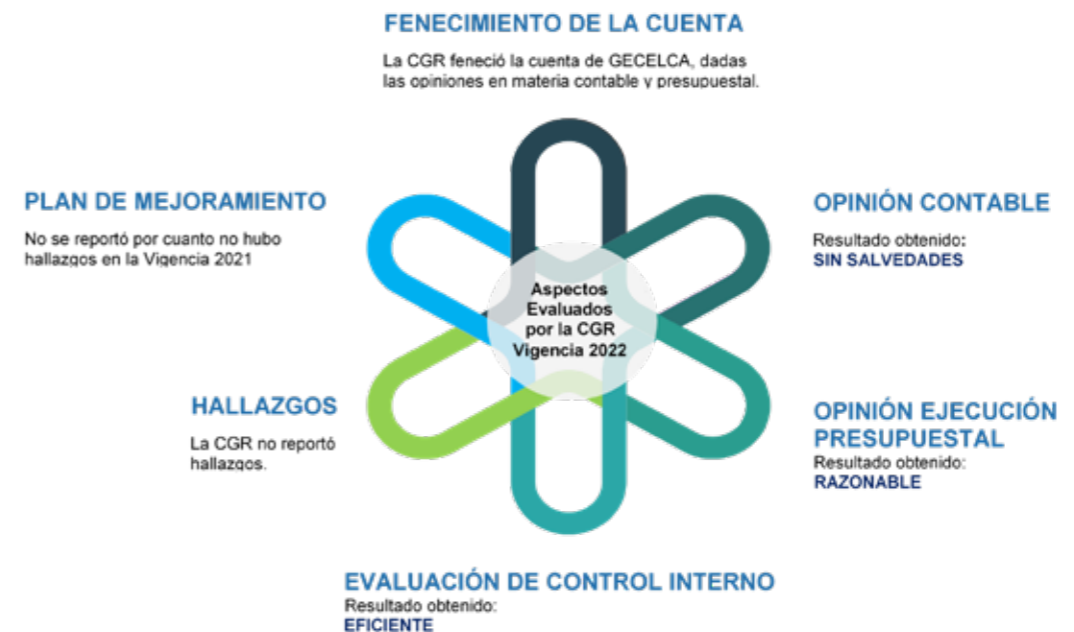 FENECIMIENTO DE LA CUENTA
La CGR feneció la cuenta de GECELCA, dadas
las opiniones en materia contable y presupuestal.
PLAN DE MEJORAMIENTO
No se reportó por cuanto no hubo
hallazgos en la Vigencia 2021
OPINIÓN CONTABLE
Resultado obtenido:
SIN SALVEDADES
Aspectos
Evaluados
por la CGR
Vigencia 2022
HALLAZGOS
La CGR no reportó
hallazgos.
OPINIÓN EJECUCIÓN
PRESUPUESTAL
Resultado obtenido:
RAZONABLE
EVALUACIÓN DE CONTROL INTERNO
Resultado obtenido:
EFICIENTE